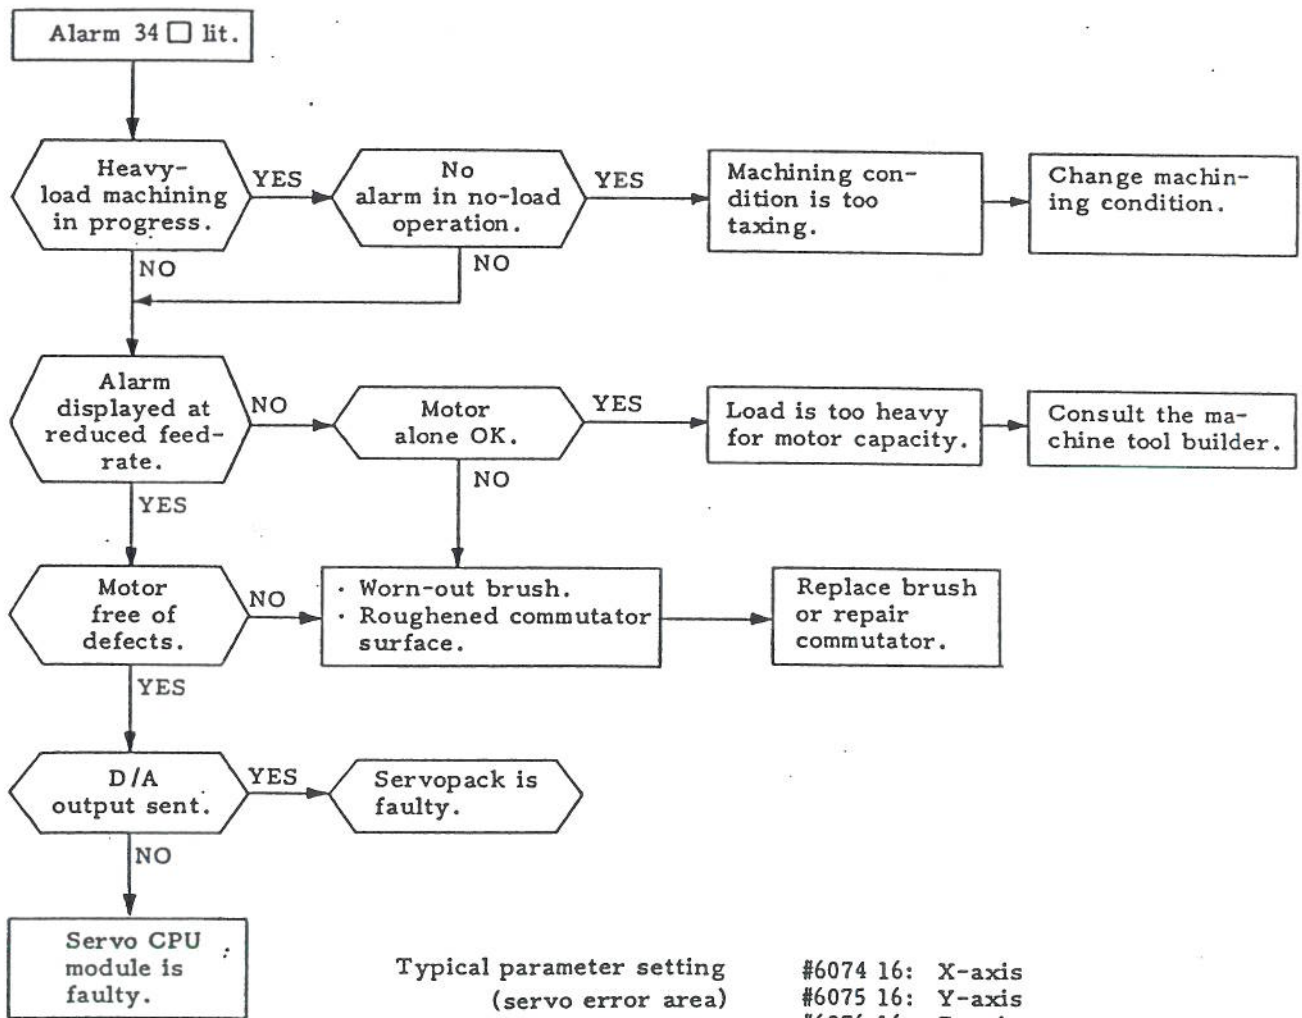 Alarm 34 □ lit.
Heavy-
load machining
in progress.
YES
No
alarm in no-load
operation.
YES
Machining con-
dition is too
taxing.
Change machin-
ing condition.
NO
NO
Alarm
displayed at
reduced feed-
rate.
NO
Motor
alone OK.
YES
Load is too heavy
for motor capacity.
Consult the ma-
chine tool builder.
NO
YES
Motor
free of
defects.
NO
· Worn-out brush.
· Roughened commutator
surface.
Replace brush
or repair
commutator.
YES
D/A
output sent.
YES
Servopack is
faulty.
NO
Servo CPU
module is
faulty.
Typical parameter setting
(servo error area)
#6074 16: X-axis
#6075 16: Y-axis